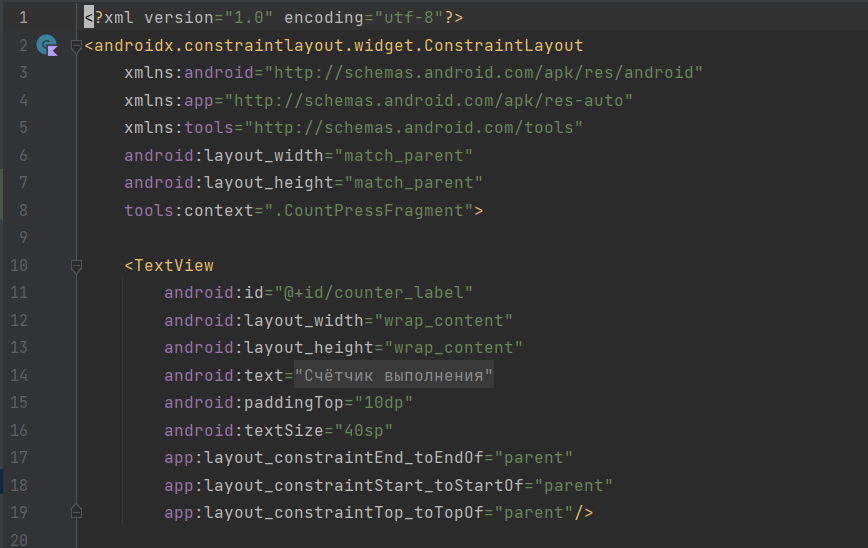 1 <?xml version="1.0" encoding="utf-8"?>
2 <androidx.constraintlayout.widget.ConstraintLayout
3 xmlns:android="http://schemas.android.com/apk/res/android"
4 xmlns:app="http://schemas.android.com/apk/res-auto"
5 xmlns:tools="http://schemas.android.com/tools"
6 android:layout_width="match_parent"
7 android:layout_height="match_parent"
8 tools:context=".CountPressFragment">
9
10 <TextView
11 android:id="@+id/counter_label"
12 android:layout_width="wrap_content"
13 android:layout_height="wrap_content"
14 android:text="Счётчик выполнения"
15 android:paddingTop="10dp"
16 android:textSize="40sp"
17 app:layout_constraintEnd_toEndOf="parent"
18 app:layout_constraintStart_toStartOf="parent"
19 app:layout_constraintTop_toTopOf="parent"/>
20